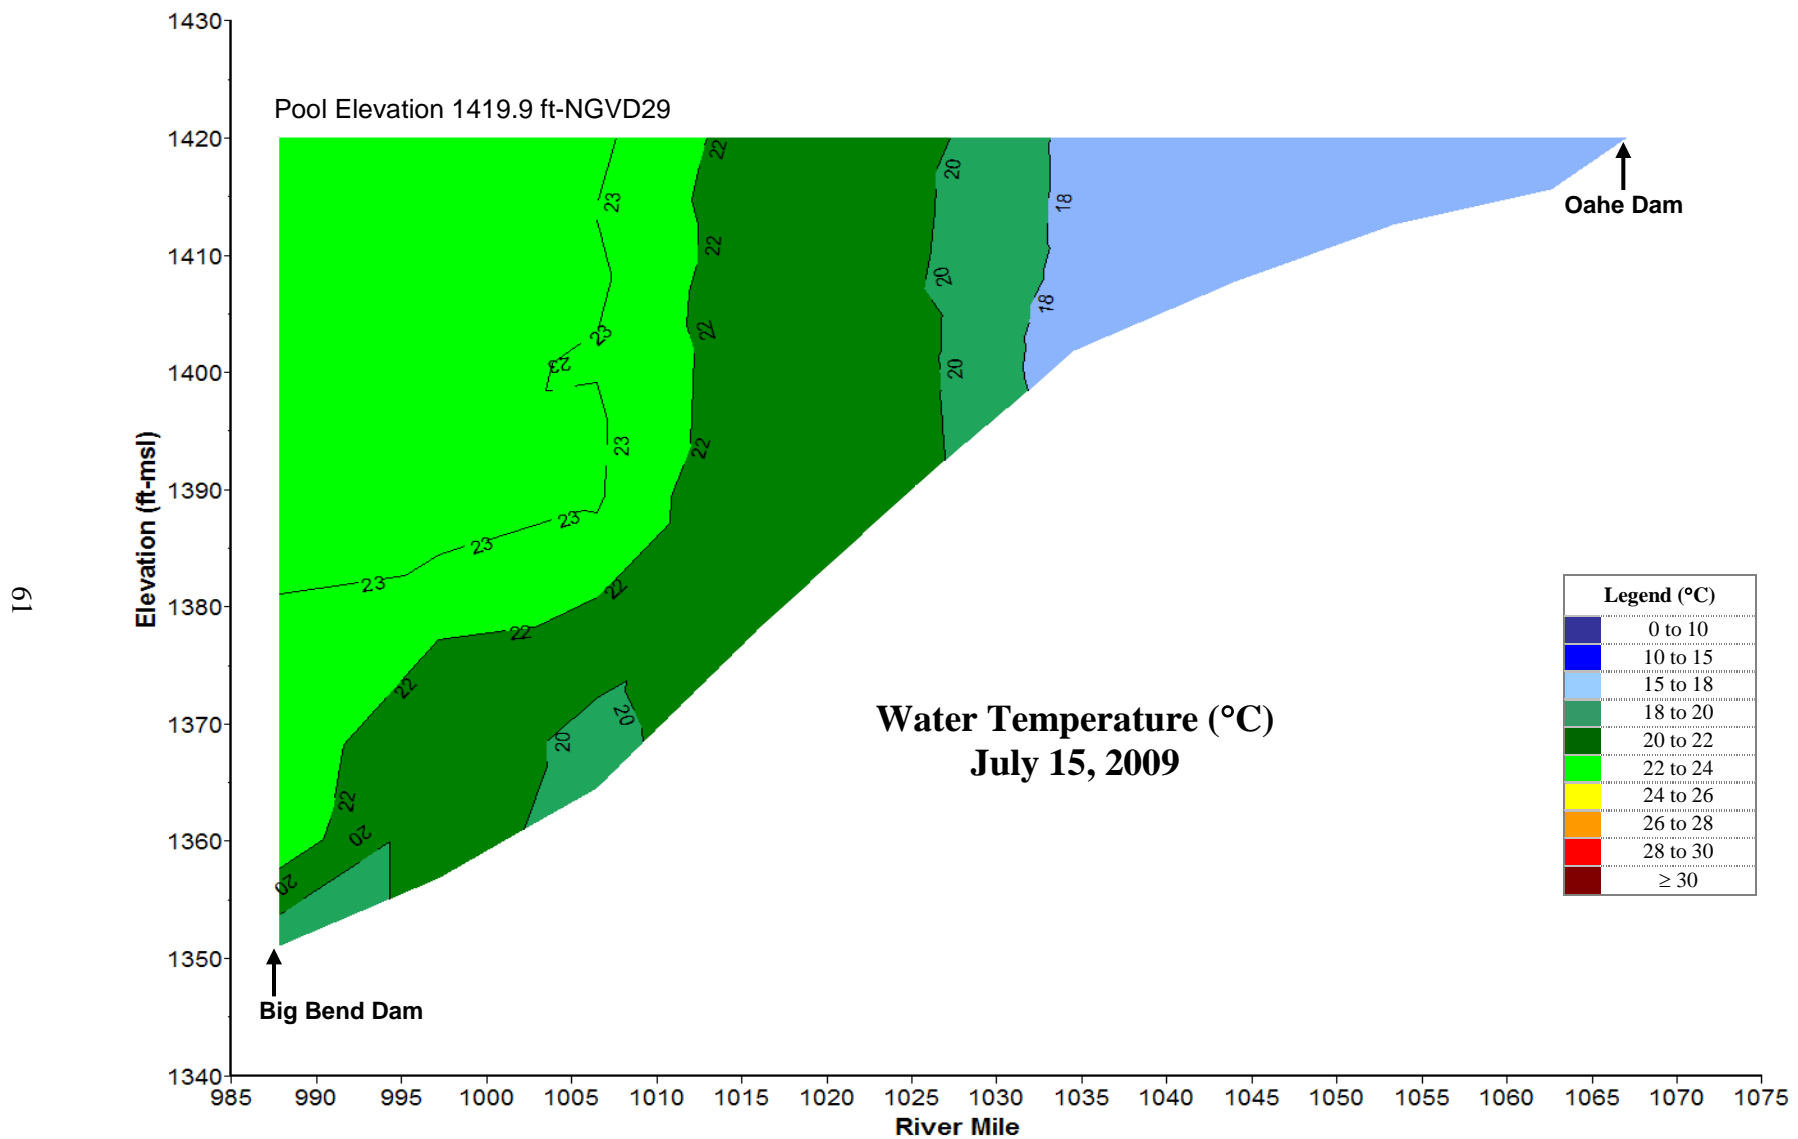 1430
Pool Elevation 1419.9 ft-NGVD29
1420
22
20
23
18
Oahe Dam
22
1410
20
18
22
23
23
20
1400
23
22
Elevation (ft-msl)
1390
23
23
23
22
1380
61
22
22
20
20
1370
22
20
20
1360
1350
Big Bend Dam
1340
Water Temperature (°C)
July 15, 2009
Legend (°C)
0 to 10
10 to 15
15 to 18
18 to 20
20 to 22
22 to 24
24 to 26
26 to 28
28 to 30
≥ 30
985 990 995 1000 1005 1010 1015 1020 1025 1030 1035 1040 1045 1050 1055 1060 1065 1070 1075
River Mile